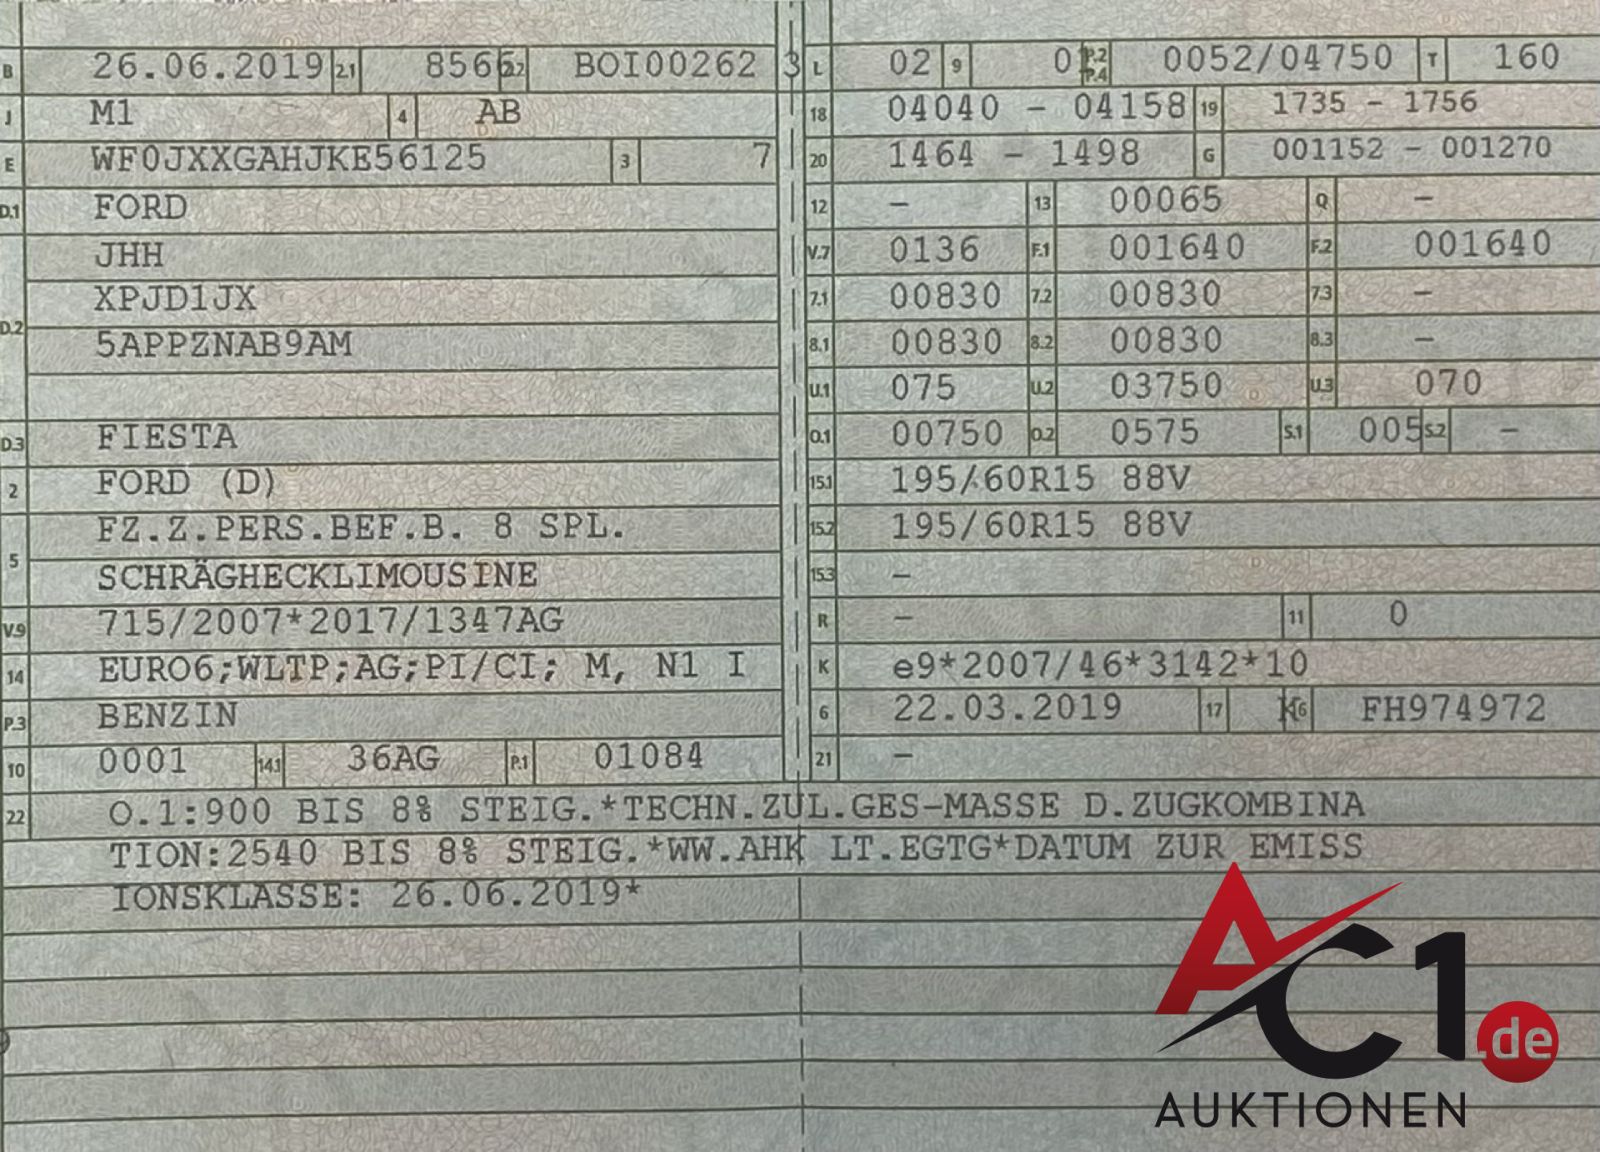 B 26.06.2019 2.1 8566 2.2 BOI00262 3
J M1 4 AB
E WF0JXXGAHJKE56125 3 7
D.1 FORD
JHH
D.2 XPJD1JX
5APPZNAB9AM
D.3 FIESTA
2 FORD (D)
5 FZ.Z.PERS.BEF.B. 8 SPL.
SCHRÄGHECKLIMOUSINE
V.9 715/2007*2017/1347AG
14 EURO6;WLTP;AG;PI/CI; M, N1 I
P.3 BENZIN
10 0001 14.1 36AG P.1 01084
L 02 9 0 P.2 P.4 0052/04750 T 160
18 04040 - 04158 19 1735 - 1756
20 1464 - 1498 G 001152 - 001270
12 - 13 00065 Q -
V.7 0136 F.1 001640 F.2 001640
7.1 00830 7.2 00830 7.3 -
8.1 00830 8.2 00830 8.3 -
U.1 075 U.2 03750 U.3 070
O.1 00750 O.2 0575 S.1 005 S.2 -
15.1 195/60R15 88V
15.2 195/60R15 88V
15.3 -
R - 11 0
K e9*2007/46*3142*10
6 22.03.2019 17 K 16 FH974972
21 -
22 O.1:900 BIS 8% STEIG.*TECHN.ZUL.GES-MASSE D.ZUGKOMBINA
TION:2540 BIS 8% STEIG.*WW.AHK LT.EGTG*DATUM ZUR EMISS
IONSKLASSE: 26.06.2019*
AC1.de
AUKTIONEN